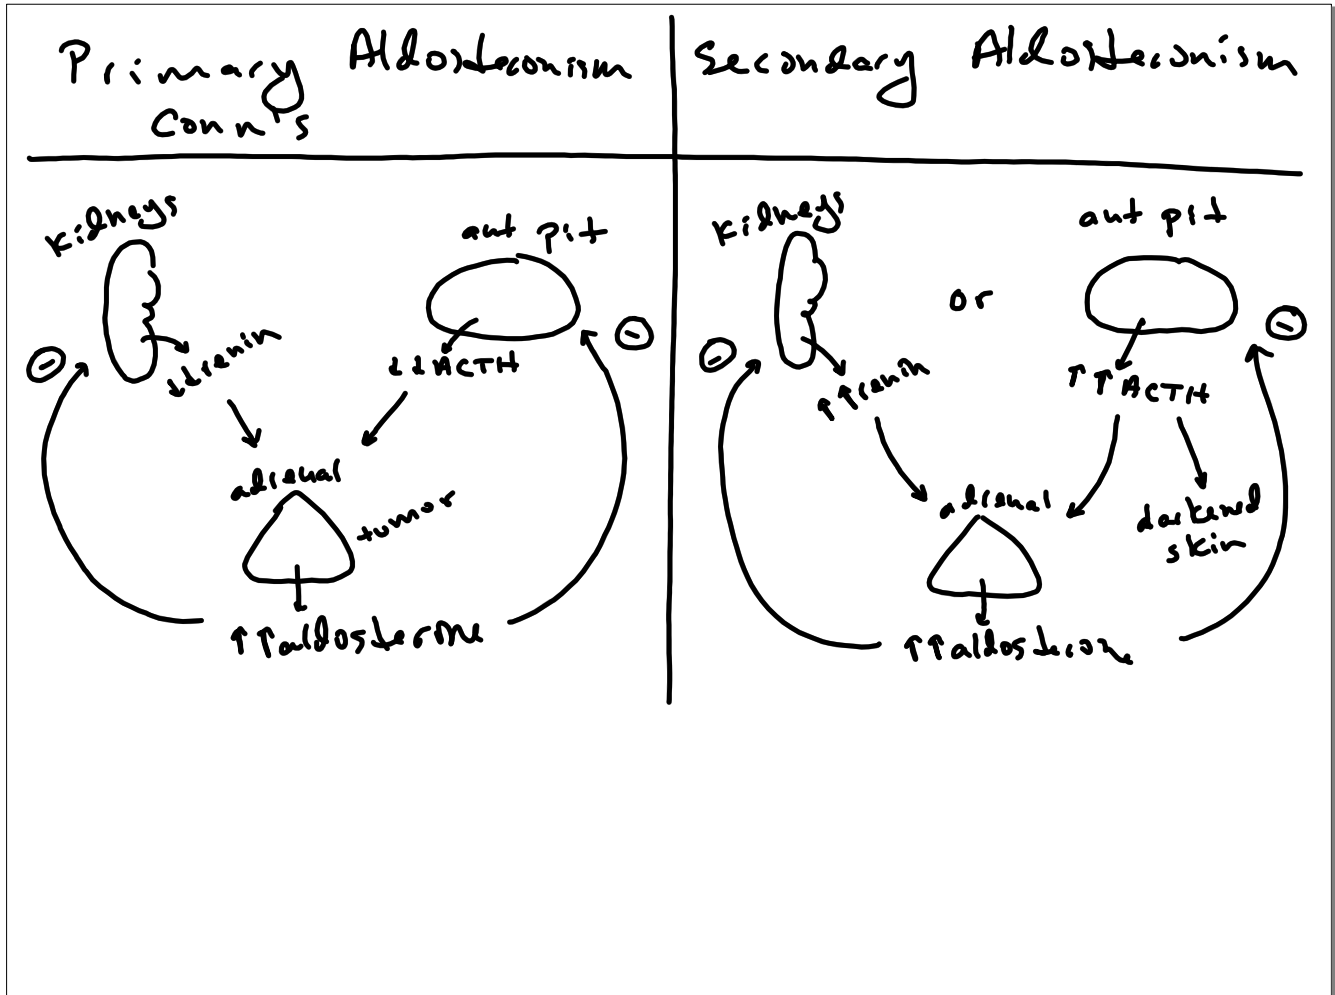 Primary Aldosteronism
Conn's
kidneys
ant pit
⊖
⊖
↓↓renin
↓↓ACTH
adrenal
tumor
↑↑aldosterone
Secondary Aldosteronism
kidneys
or
ant pit
⊖
⊖
↑↑renin
↑↑ACTH
adrenal
darkened
skin
↑↑aldosterone